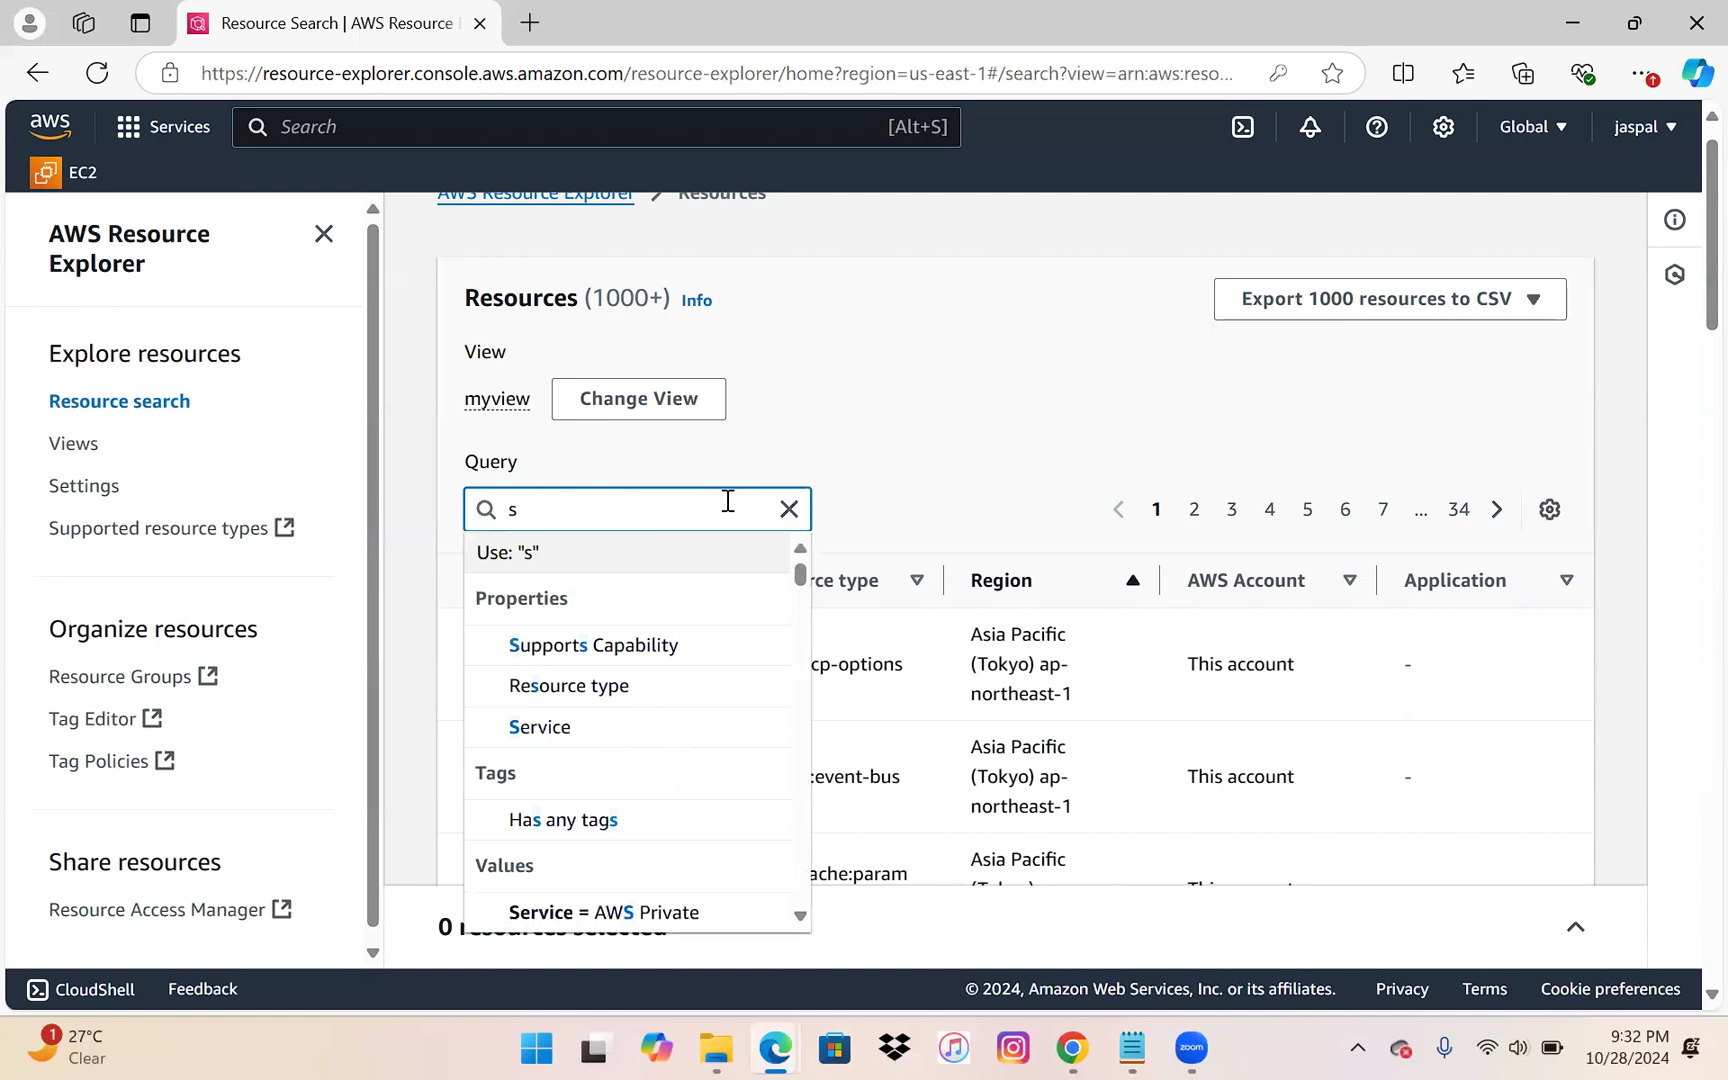 Resource Search | AWS Resource
https://resource-explorer.console.aws.amazon.com/resource-explorer/home?region=us-east-1#/search?view=arn:aws:reso...
aws
Services
Search
[Alt+S]
Global
jaspal
EC2
AWS Resource
Explorer
Explore resources
Resource search
Views
Settings
Supported resource types
Organize resources
Resource Groups
Tag Editor
Tag Policies
Share resources
Resource Access Manager
AWS Resource Explorer
Resources
Resources (1000+) Info
Export 1000 resources to CSV
View
myview
Change View
Query
s
1 2 3 4 5 6 7 ... 34
Use: "s"
Properties
Supports Capability
Resource type
Service
Tags
Has any tags
Values
Service = AWS Private
rce type
Region
AWS Account
Application
cp-options
Asia Pacific
(Tokyo) ap-
northeast-1
This account
-
:event-bus
Asia Pacific
(Tokyo) ap-
northeast-1
This account
-
ache:param
Asia Pacific
0 resources selected
CloudShell
Feedback
© 2024, Amazon Web Services, Inc. or its affiliates.
Privacy
Terms
Cookie preferences
1
27°C
Clear
zoom
9:32 PM
10/28/2024